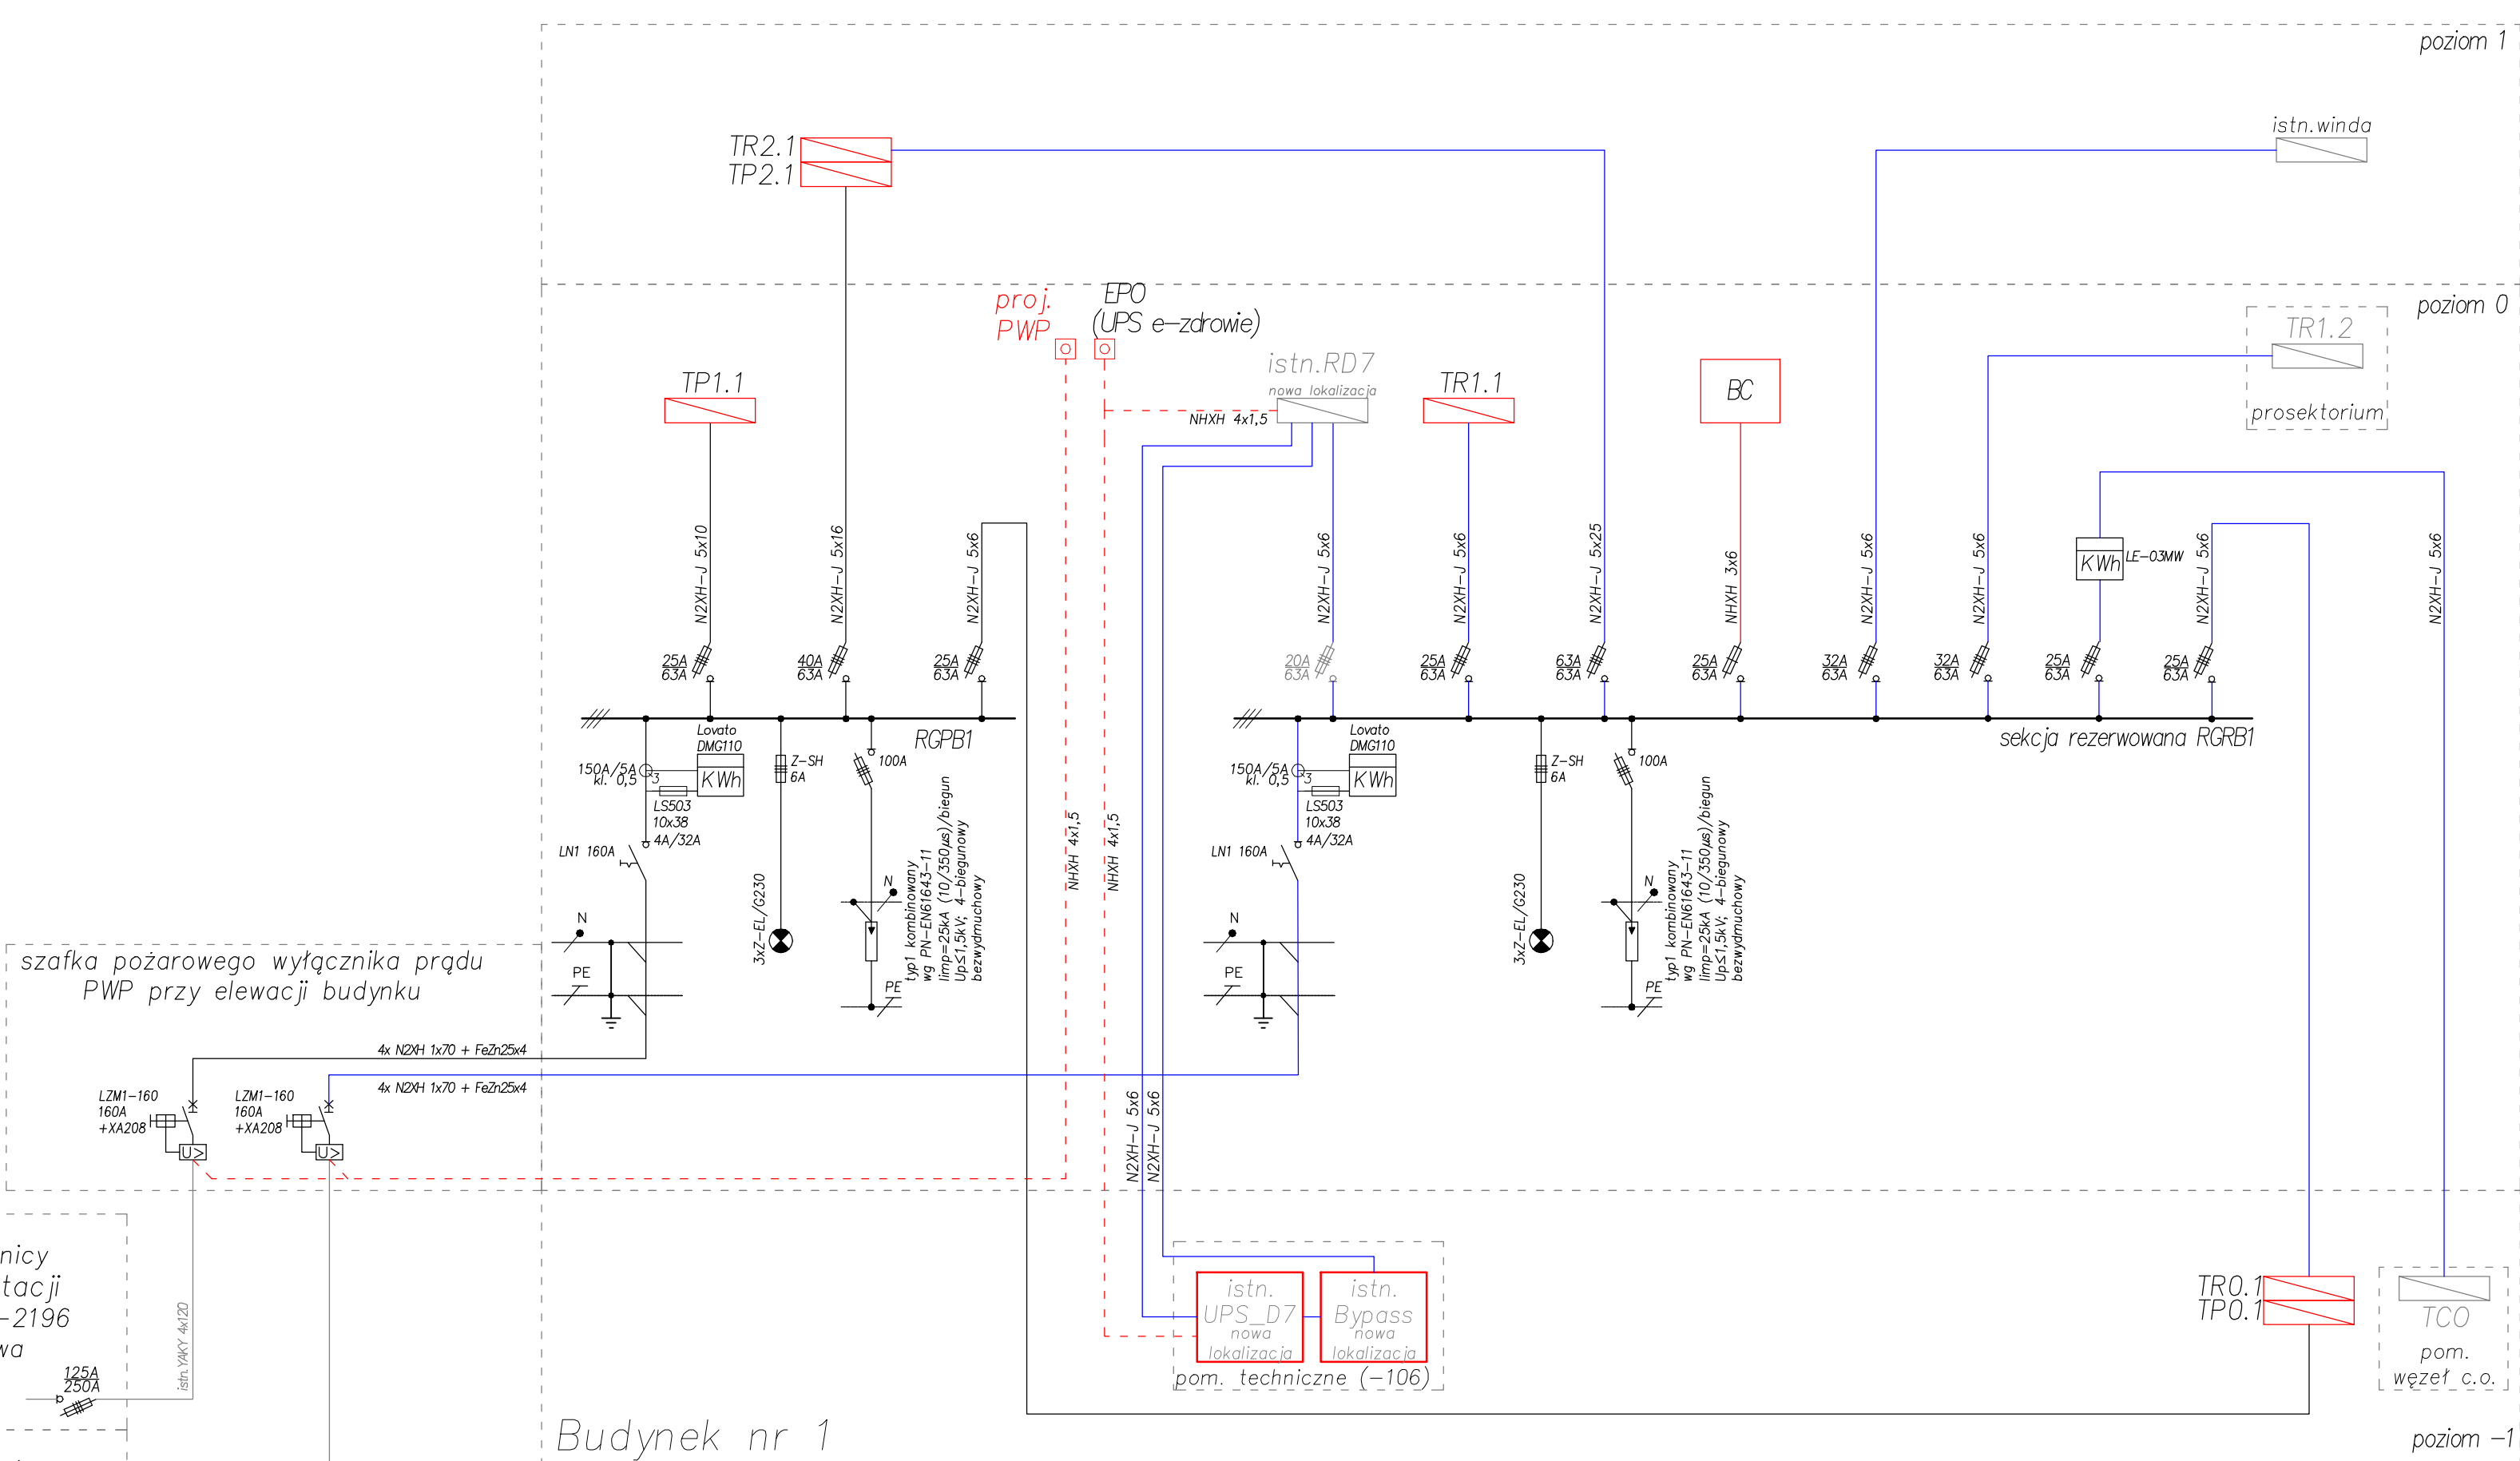 poziom 1
istn.winda
TR2.1
TP2.1
poziom 0
proj.
PWP
EPO
(UPS e-zdrowie)
TR1.2
prosektorium
istn.RD7
nowa lokalizacja
NHXH 4x1,5
TP1.1
TR1.1
BC
N2XH-J 5x10
N2XH-J 5x16
N2XH-J 5x6
N2XH-J 5x6
N2XH-J 5x6
N2XH-J 5x25
NHXH 3x6
N2XH-J 5x6
N2XH-J 5x6
KWh
LE-03MW
N2XH-J 5x6
N2XH-J 5x6
25A
63A
40A
63A
25A
63A
20A
63A
25A
63A
63A
63A
25A
63A
32A
63A
32A
63A
25A
63A
25A
63A
RGPB1
sekcja rezerwowana RGRB1
Lovato
DMG110
KWh
150A/5A
kl. 0,5
3
LS503
10x38
4A/32A
LN1 160A
Z-SH
6A
100A
3xZ-EL/G230
N
PE
N
PE
typ1 kombinowany
wg PN-EN61643-11
Iimp=25kA (10/350µs)/biegun
Up≤1,5kV; 4-biegunowy
bezwydmuchowy
NHXH 4x1,5
NHXH 4x1,5
Lovato
DMG110
KWh
150A/5A
kl. 0,5
3
LS503
10x38
4A/32A
LN1 160A
Z-SH
6A
100A
3xZ-EL/G230
N
PE
N
PE
typ1 kombinowany
wg PN-EN61643-11
Iimp=25kA (10/350µs)/biegun
Up≤1,5kV; 4-biegunowy
bezwydmuchowy
szafka pożarowego wyłącznika prądu
PWP przy elewacji budynku
4x N2XH 1x70 + FeZn25x4
4x N2XH 1x70 + FeZn25x4
LZM1-160
160A
+XA208
U>
LZM1-160
160A
+XA208
U>
N2XH-J 5x6
N2XH-J 5x6
nicy
tacji
-2196
wa
125A
250A
istn.YAKY 4x120
istn.
UPS_D7
nowa
lokalizacja
istn.
Bypass
nowa
lokalizacja
pom. techniczne (-106)
TR0.1
TP0.1
TCO
pom.
węzeł c.o.
Budynek nr 1
poziom -1